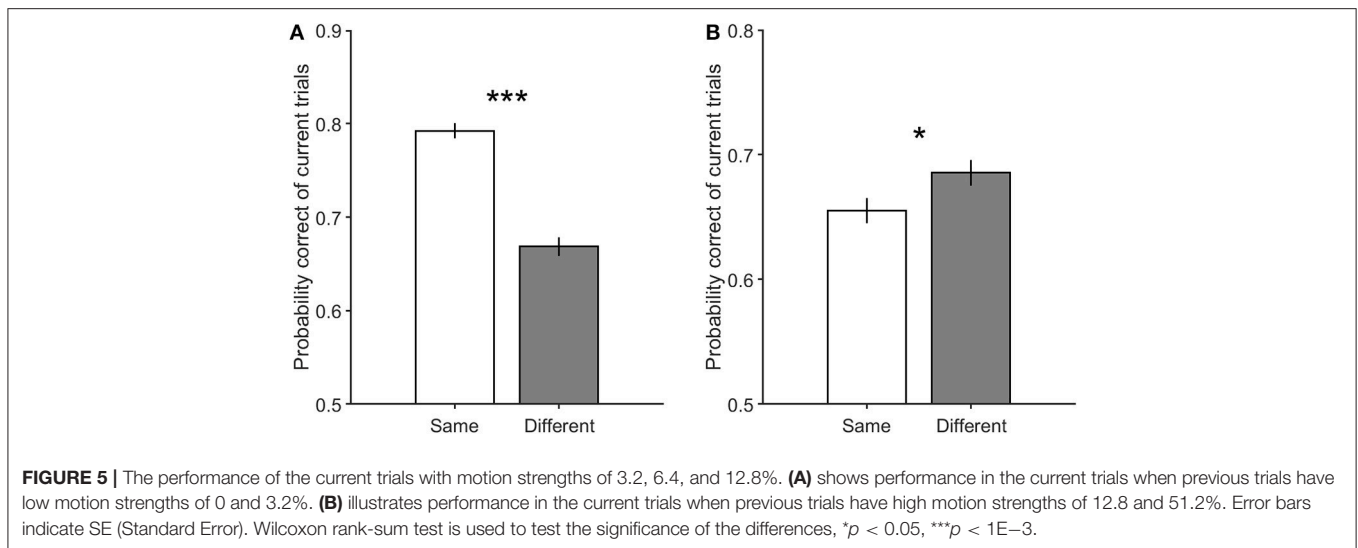 A
Probability correct of current trials
0.9
0.8
0.7
0.6
0.5
***
Same Different
B
Probability correct of current trials
0.8
0.7
0.6
0.5
*
Same Different
FIGURE 5 | The performance of the current trials with motion strengths of 3.2, 6.4, and 12.8%. (A) shows performance in the current trials when previous trials have
low motion strengths of 0 and 3.2%. (B) illustrates performance in the current trials when previous trials have high motion strengths of 12.8 and 51.2%. Error bars
indicate SE (Standard Error). Wilcoxon rank-sum test is used to test the significance of the differences, *p < 0.05, ***p < 1E−3.